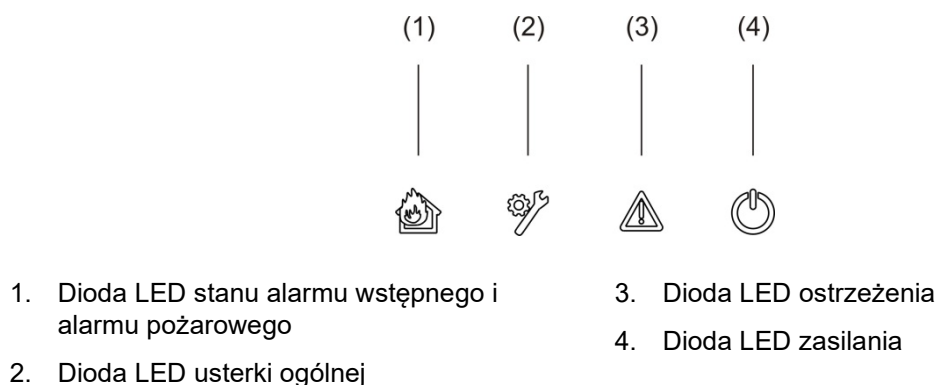 (1) (2) (3) (4)
1. Dioda LED stanu alarmu wstępnego i
alarmu pożarowego
2. Dioda LED usterki ogólnej
3. Dioda LED ostrzeżenia
4. Dioda LED zasilania